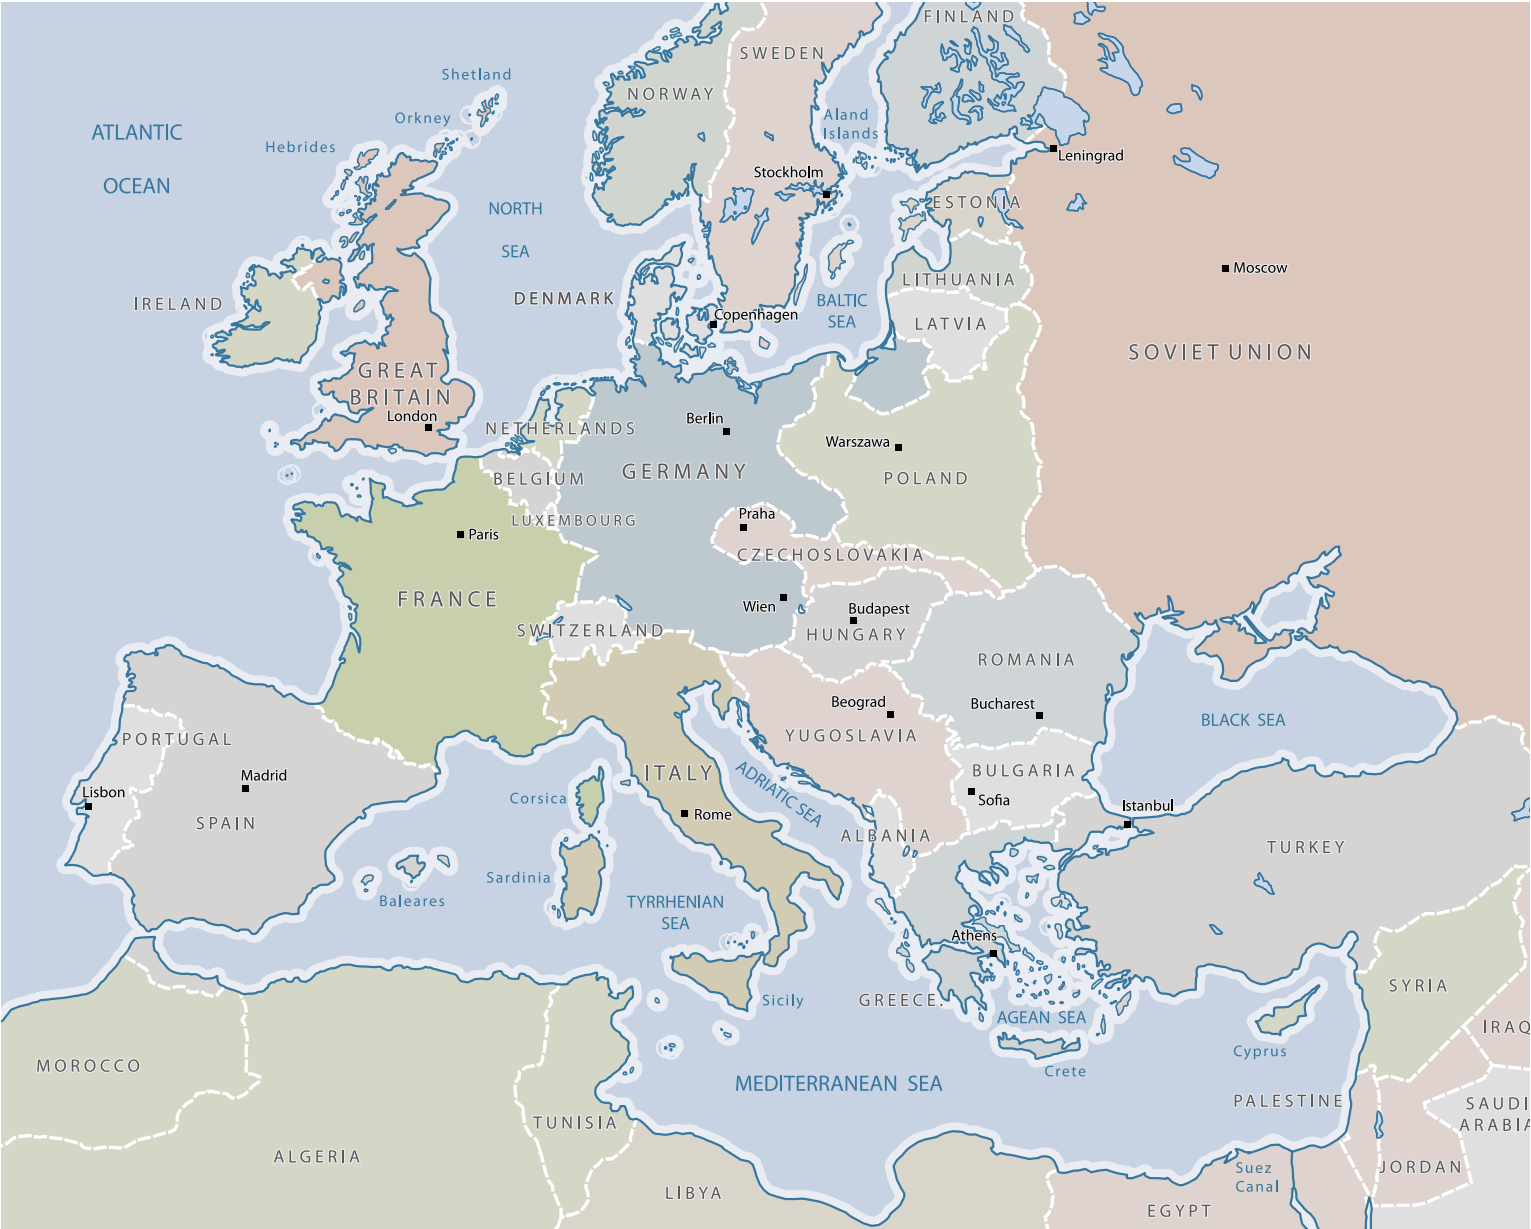 FINLAND
SWEDEN
Shetland
NORWAY
Orkney
Aland
Islands
ATLANTIC
OCEAN
Hebrides
Leningrad
Stockholm
ESTONIA
NORTH
SEA
Moscow
LITHUANIA
IRELAND
DENMARK
BALTIC
SEA
Copenhagen
LATVIA
SOVIET UNION
GREAT
BRITAIN
London
Berlin
NETHERLANDS
Warszawa
GERMANY
POLAND
BELGIUM
Praha
LUXEMBOURG
Paris
CZECHOSLOVAKIA
FRANCE
Wien
Budapest
SWITZERLAND
HUNGARY
ROMANIA
Beograd
Bucharest
BLACK SEA
YUGOSLAVIA
PORTUGAL
BULGARIA
ITALY
Madrid
ADRIATIC SEA
Lisbon
Corsica
Sofia
Istanbul
Rome
SPAIN
ALBANIA
TURKEY
Sardinia
Baleares
TYRRHENIAN
SEA
Athens
SYRIA
Sicily
GREECE.
AGEAN SEA
IRAQ
Cyprus
MOROCCO
Crete
MEDITERRANEAN SEA
PALESTINE
SAUDI
ARABIA
TUNISIA
ALGERIA
Suez
Canal
JORDAN
LIBYA
EGYPT